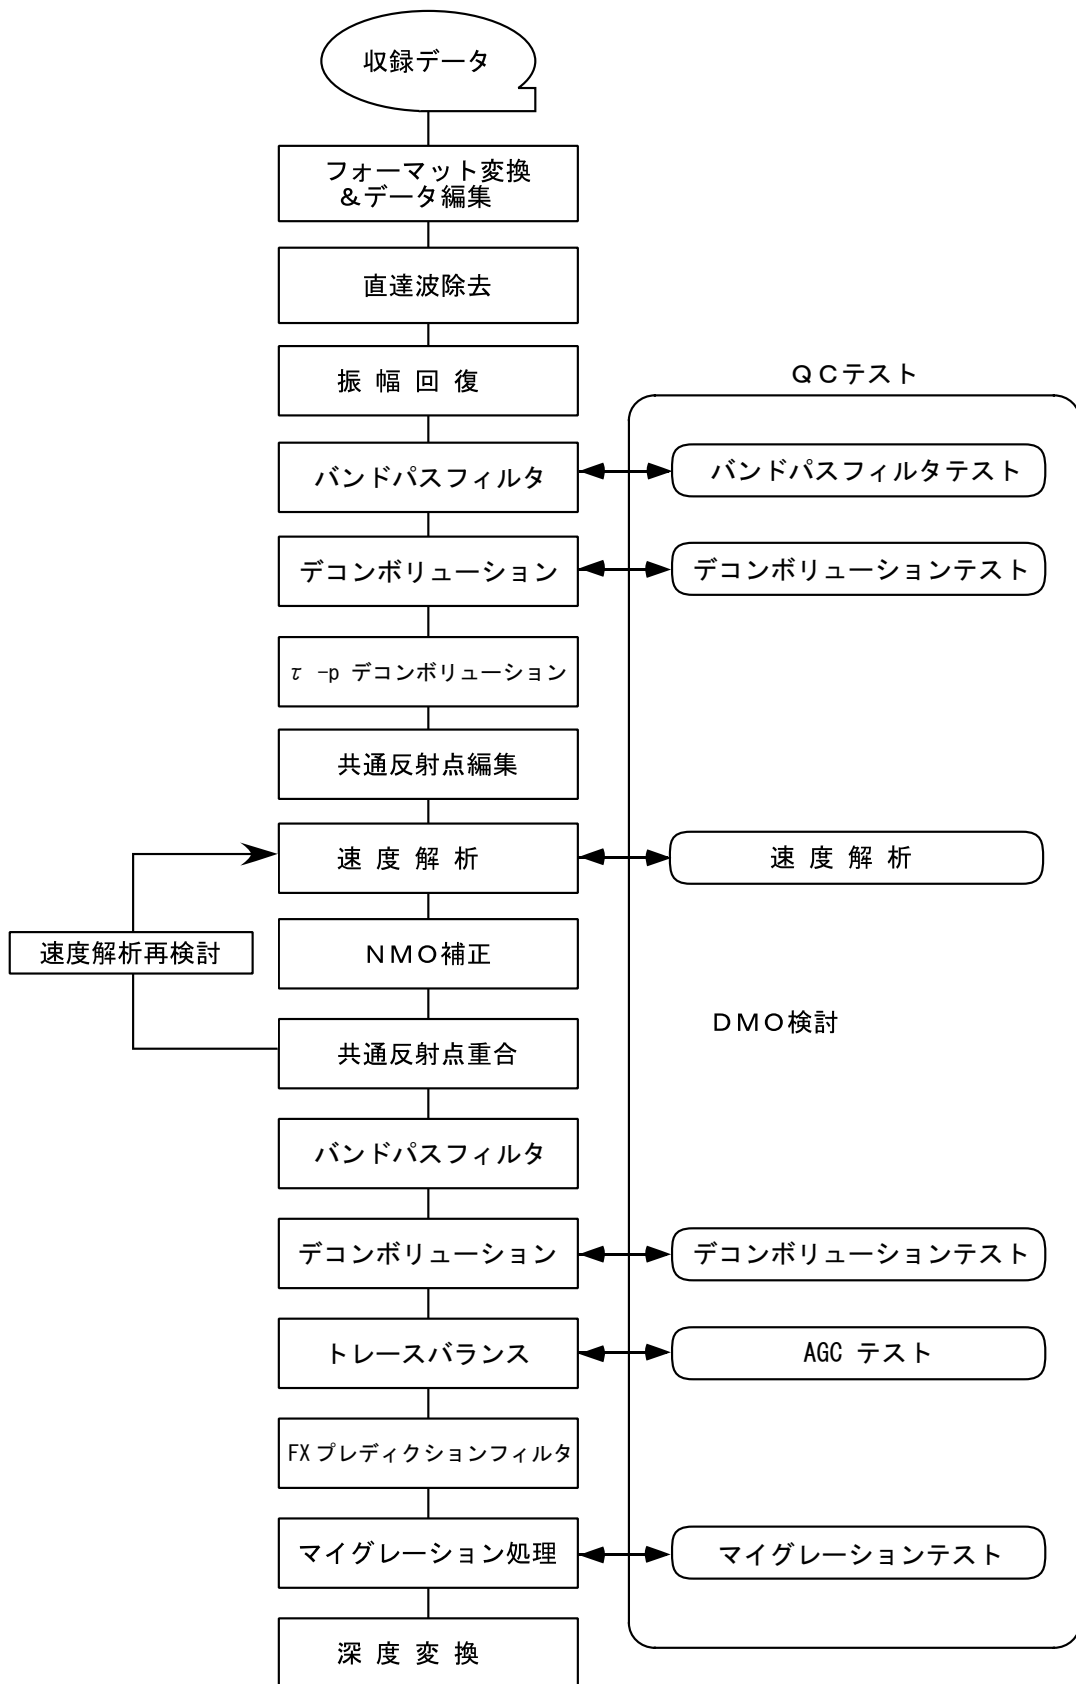 収録データ
フォーマット変換
＆データ編集
直達波除去
振幅回復
ＱＣテスト
バンドパスフィルタ
バンドパスフィルタテスト
デコンボリューション
デコンボリューションテスト
τ -p デコンボリューション
共通反射点編集
速度解析
速度解析
速度解析再検討
ＮＭＯ補正
ＤＭＯ検討
共通反射点重合
バンドパスフィルタ
デコンボリューション
デコンボリューションテスト
トレースバランス
AGC テスト
FX プレディクションフィルタ
マイグレーション処理
マイグレーションテスト
深度変換